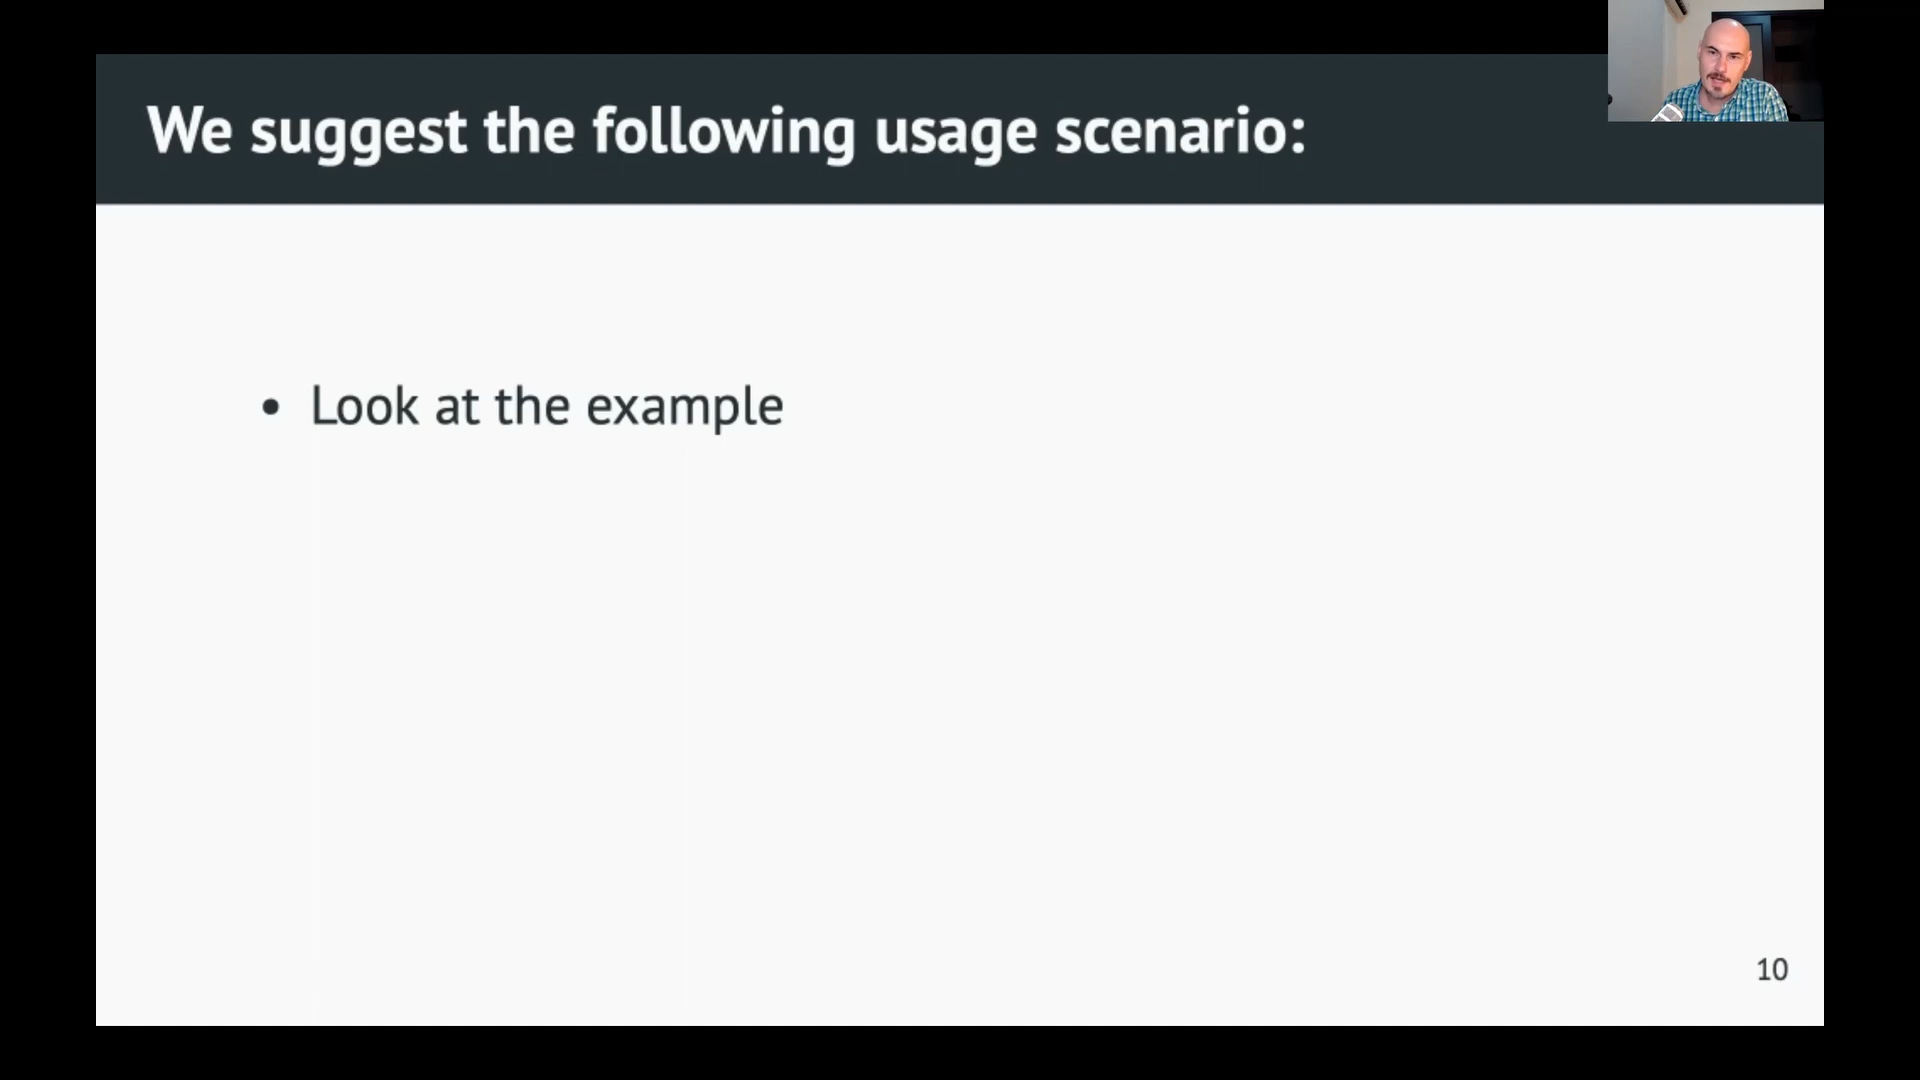 We suggest the following usage scenario:
• Look at the example
10